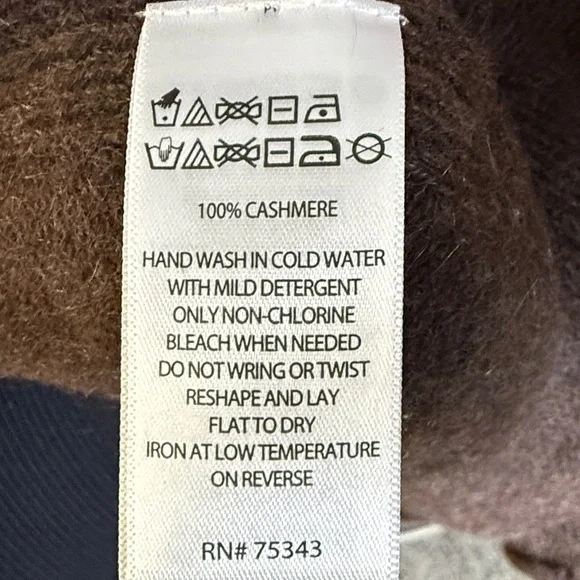 100% CASHMERE
HAND WASH IN COLD WATER
WITH MILD DETERGENT
ONLY NON-CHLORINE
BLEACH WHEN NEEDED
DO NOT WRING OR TWIST
RESHAPE AND LAY
FLAT TO DRY
IRON AT LOW TEMPERATURE
ON REVERSE
RN# 75343